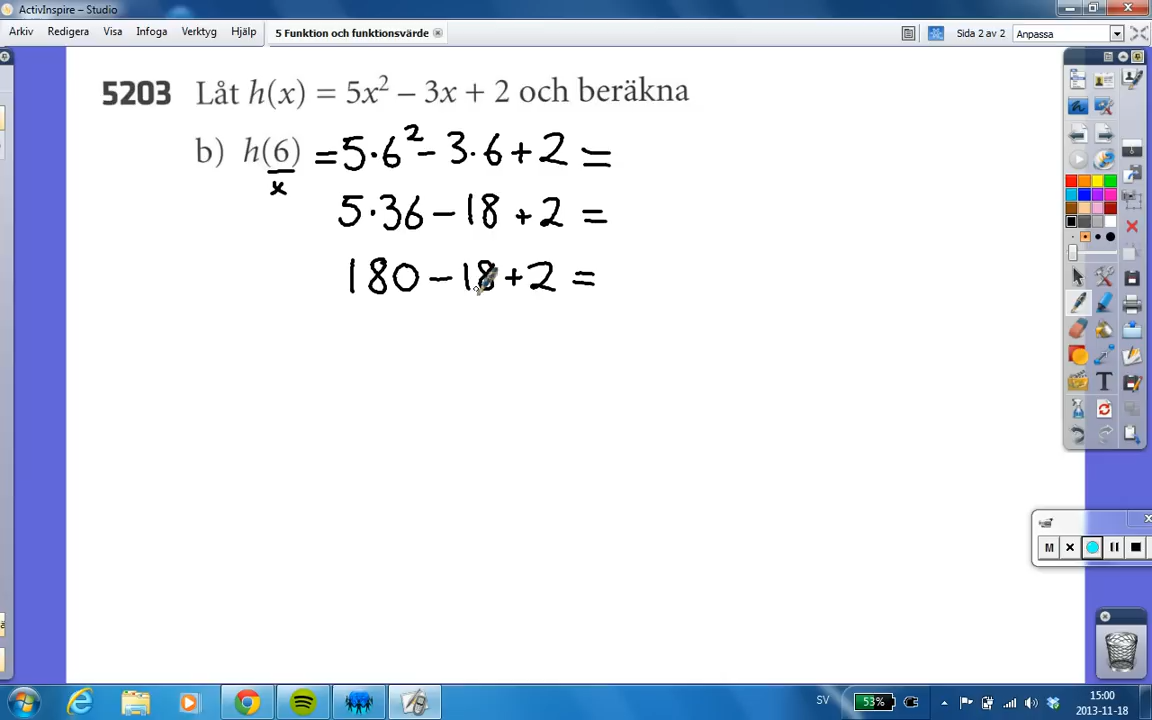 ActivInspire – Studio
Arkiv Redigera Visa Infoga Verktyg Hjälp 5 Funktion och funktionsvärde Sida 2 av 2 Anpassa
5203 Låt h(x) = 5x² – 3x + 2 och beräkna
b) h(6) = 5·6² – 3·6 + 2 =
x
5·36 – 18 + 2 =
180 – 18 + 2 =
T
M
SV 53% 15:00
2013-11-18